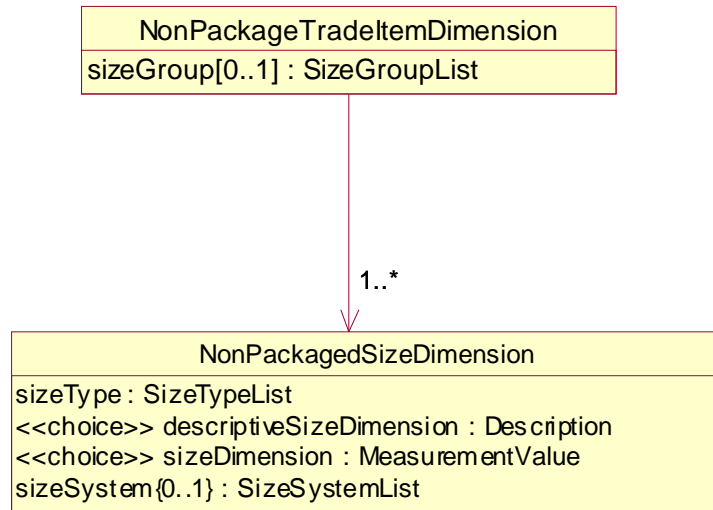 NonPackageTradeItemDimension
sizeGroup[0..1] : SizeGroupList
1..*
NonPackagedSizeDimension
sizeType : SizeTypeList
<<choice>> descriptiveSizeDimension : Description
<<choice>> sizeDimension : MeasurementValue
sizeSystem{0..1} : SizeSystemList